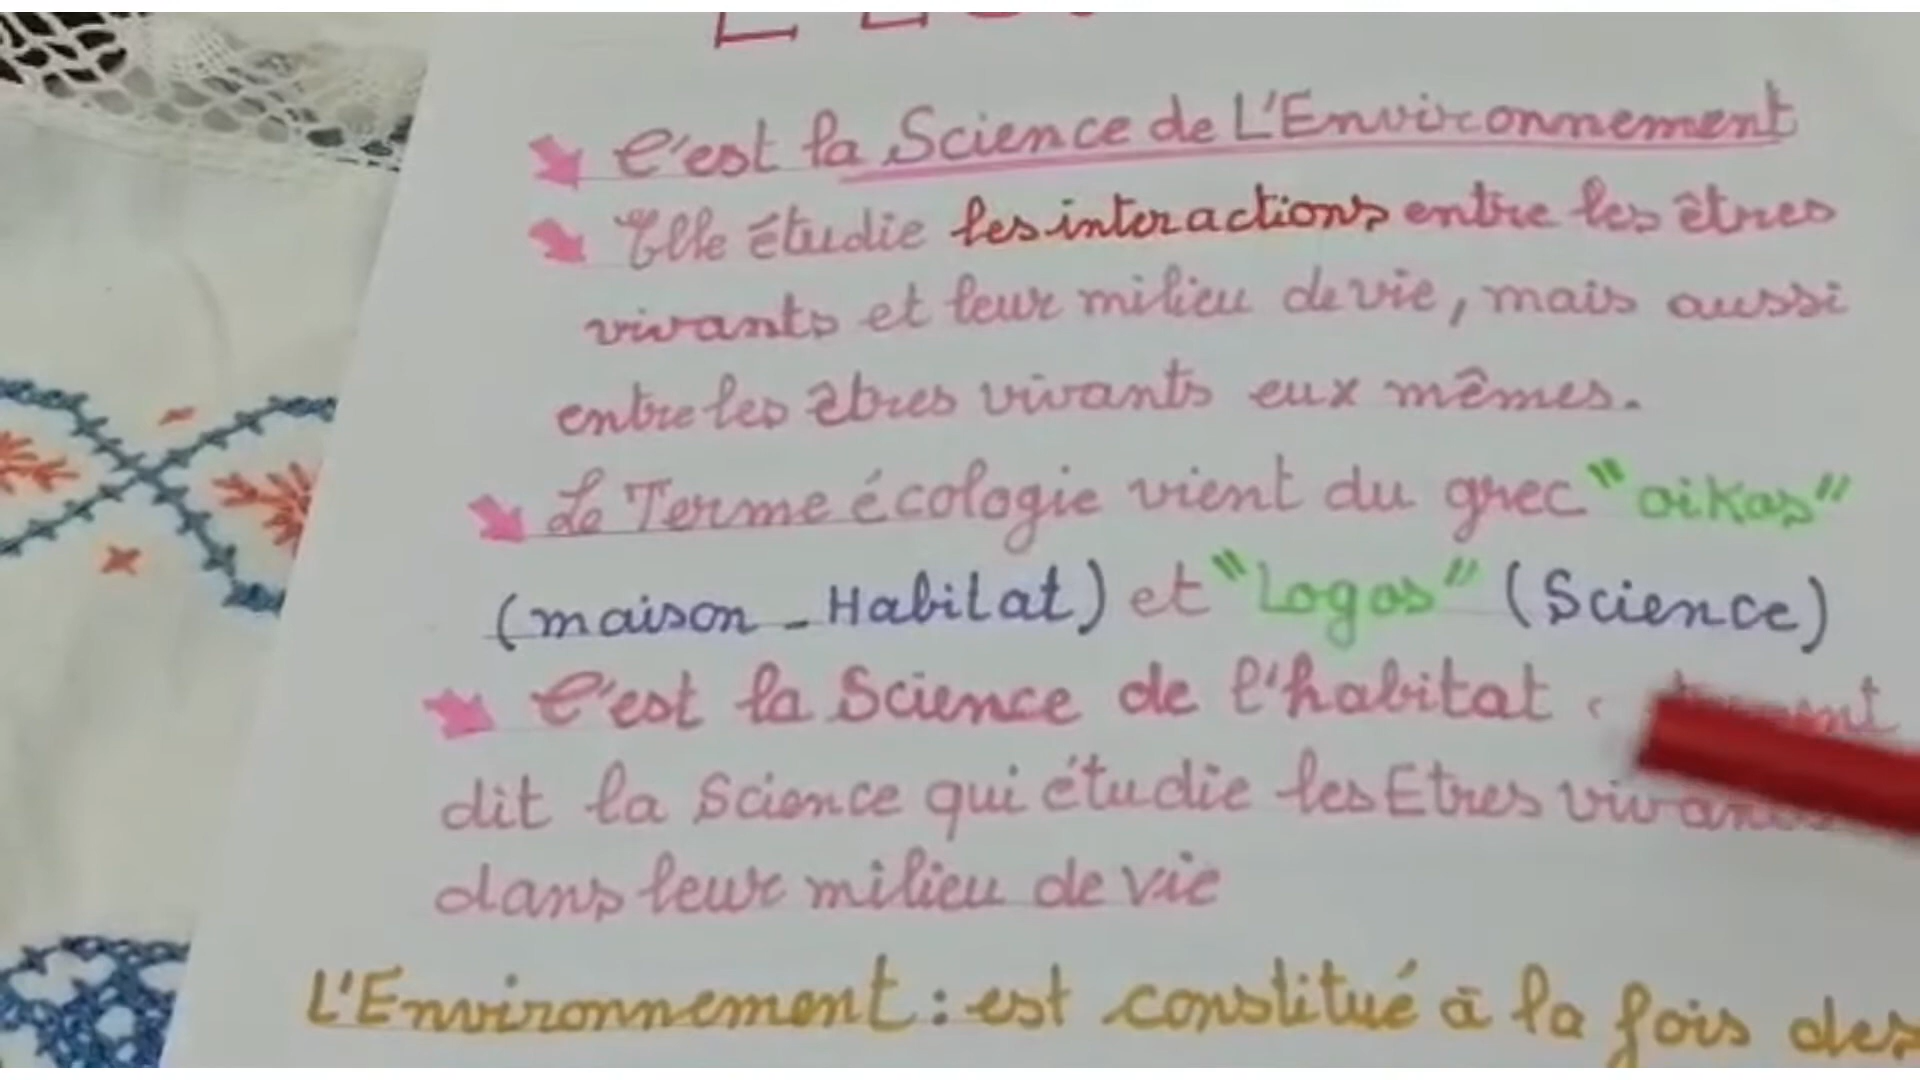 C'est la Science de L'Environnement
Elle étudie les interactions entre les êtres
vivants et leur milieu de vie, mais aussi
entre les êtres vivants eux mêmes.
Le Terme écologie vient du grec "oikos"
(maison - Habitat) et "Logos" (Science)
C'est la Science de l'habitat
dit la Science qui étudie les Etres vivants
dans leur milieu de vie
L'Environnement : est constitué à la fois des